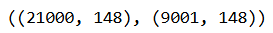 ((21000, 148), (9001, 148))